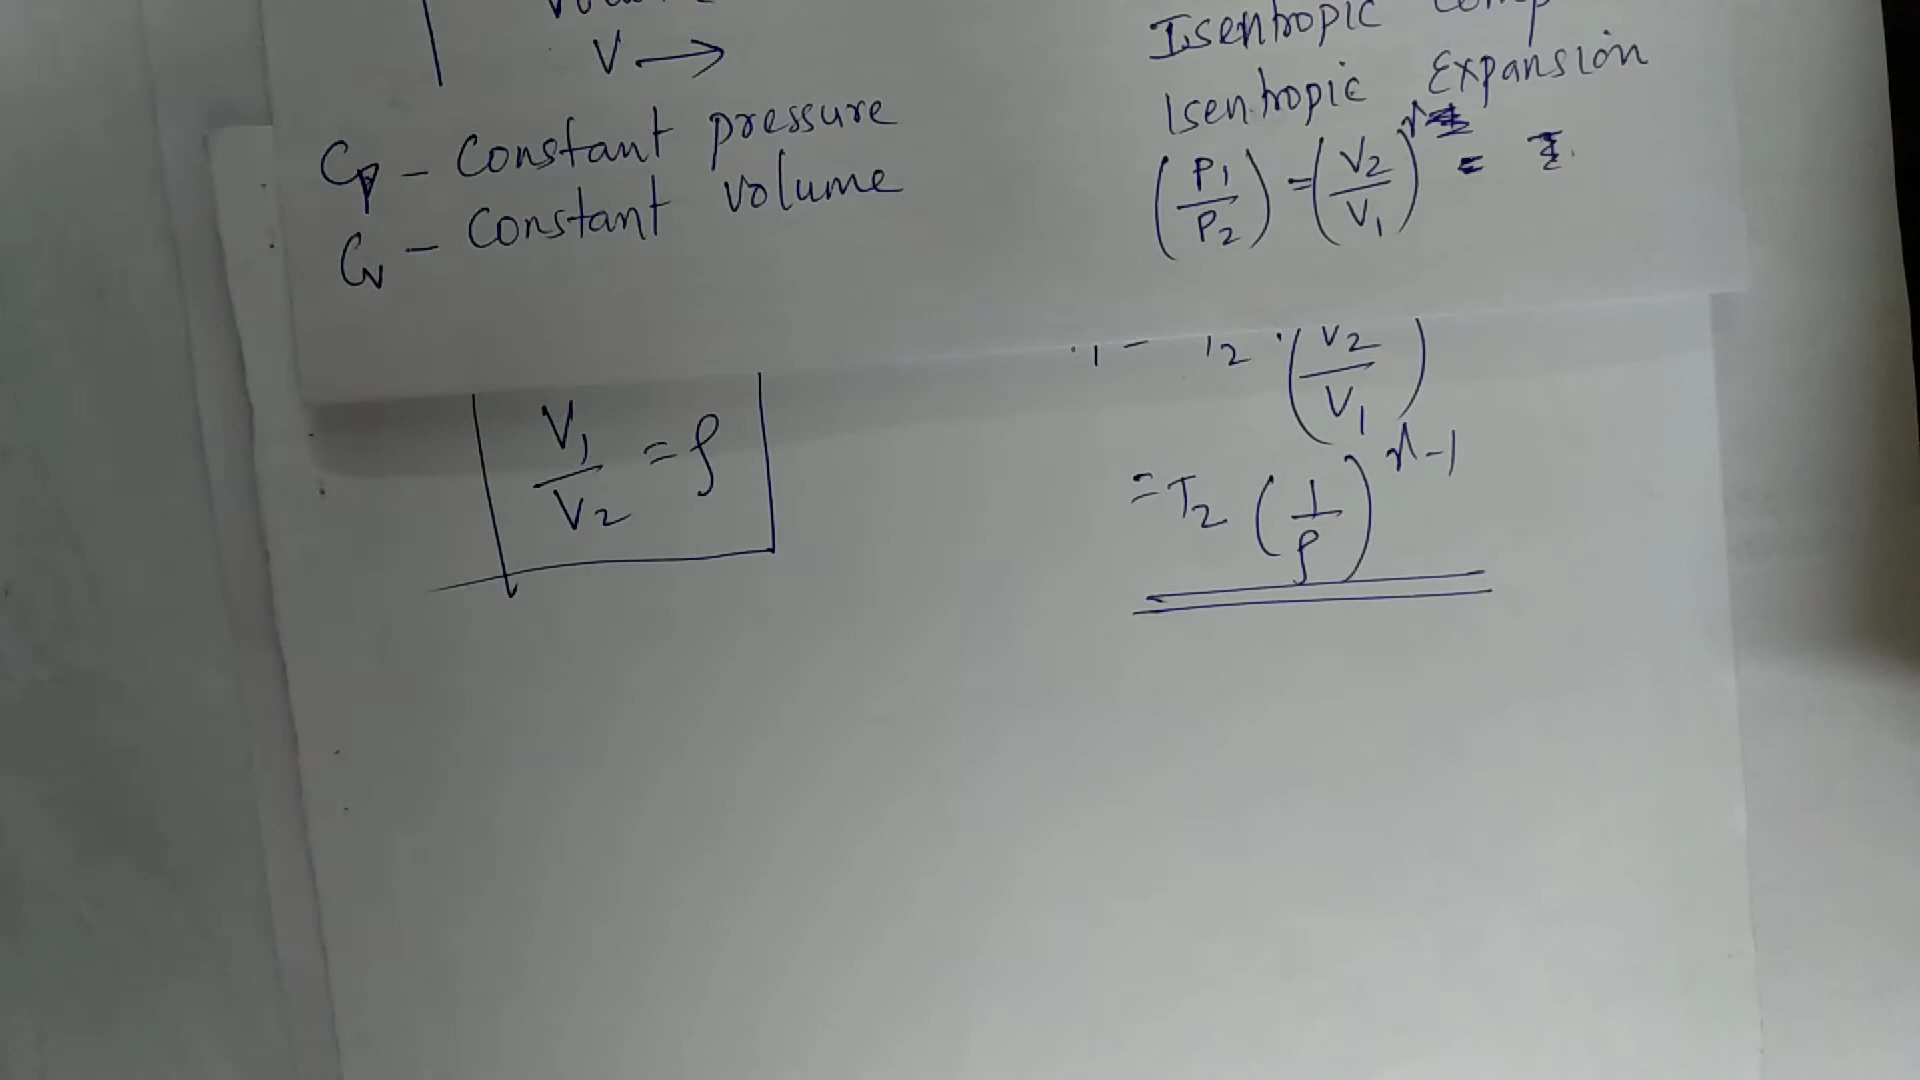 V →
Cp - Constant pressure
Cv - Constant volume
Isentropic
Isentropic Expansion
(P1/P2) = (V2/V1)^γ =
V1/V2 = ρ
T2 (V2/V1)
= T2 (1/ρ)^γ-1